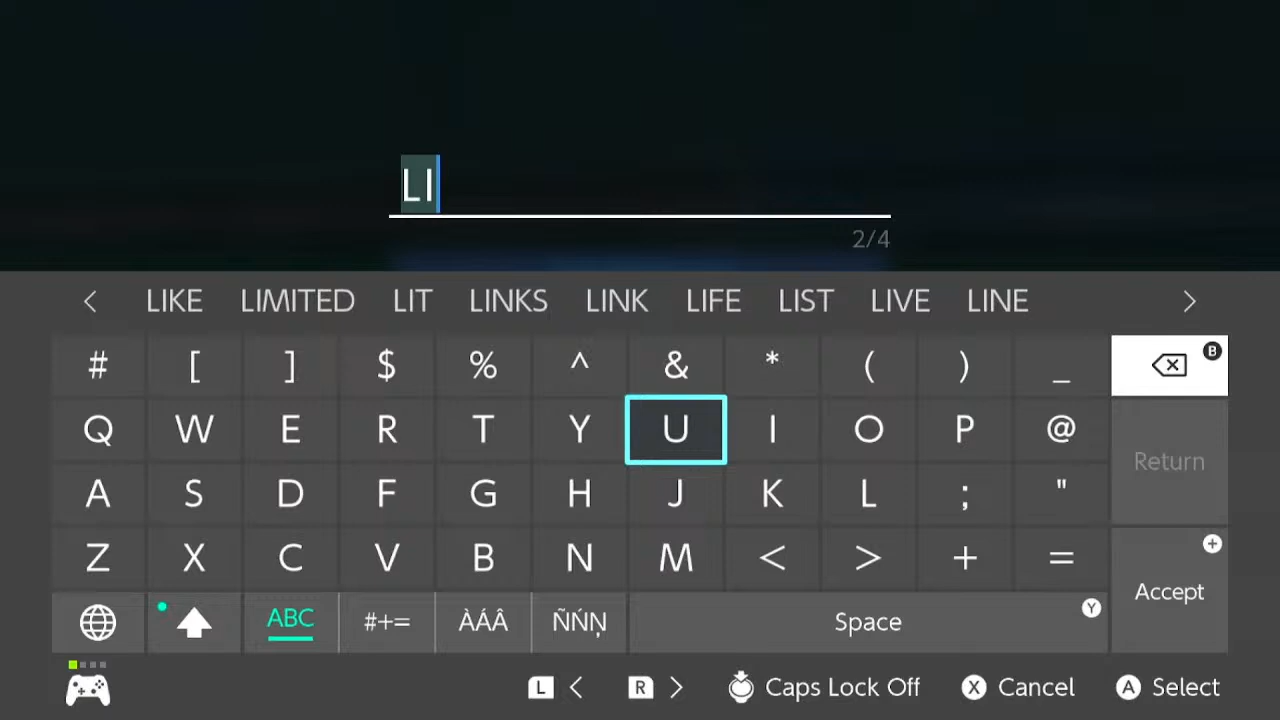 LI
2/4
< LIKE LIMITED LIT LINKS LINK LIFE LIST LIVE LINE >
# [ ] $ % ^ & * ( ) _ B
Q W E R T Y U I O P @
Return
A S D F G H J K L ; "
Z X C V B N M < > + = +
Accept
ABC #+= ÀÁÂ ÑŃŅ Space Y
L < R > Caps Lock Off X Cancel A Select